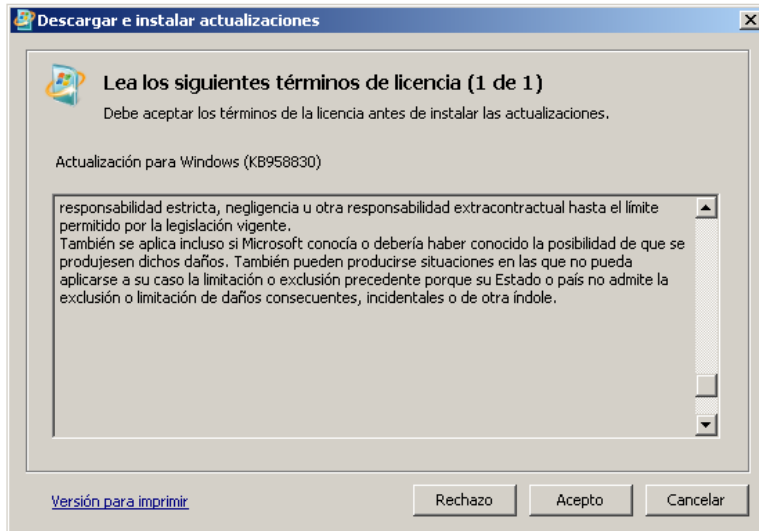 Descargar e instalar actualizaciones
Lea los siguientes términos de licencia (1 de 1)
Debe aceptar los términos de la licencia antes de instalar las actualizaciones.
Actualización para Windows (KB958830)
responsabilidad estricta, negligencia u otra responsabilidad extracontractual hasta el límite
permitido por la legislación vigente.
También se aplica incluso si Microsoft conocía o debería haber conocido la posibilidad de que se
produjesen dichos daños. También pueden producirse situaciones en las que no pueda
aplicarse a su caso la limitación o exclusión precedente porque su Estado o país no admite la
exclusión o limitación de daños consecuentes, incidentales o de otra índole.
Versión para imprimir
Rechazo
Acepto
Cancelar